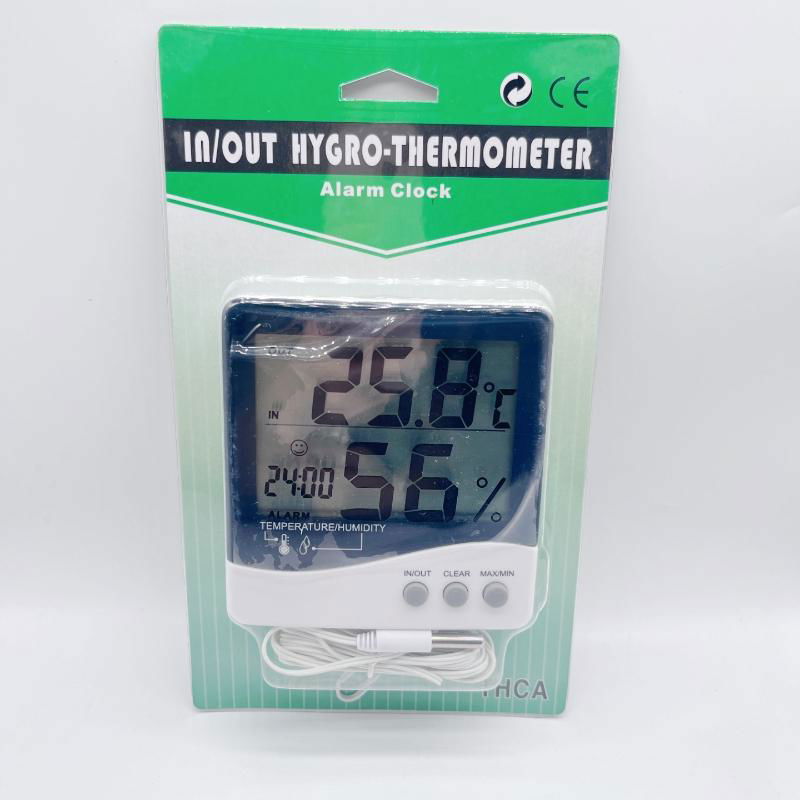 CE
IN/OUT HYGRO-THERMOMETER
Alarm Clock
OUT
25.8°C
IN
24:00 56%
ALARM
TEMPERATURE/HUMIDITY
IN/OUT CLEAR MAX/MIN
THCA